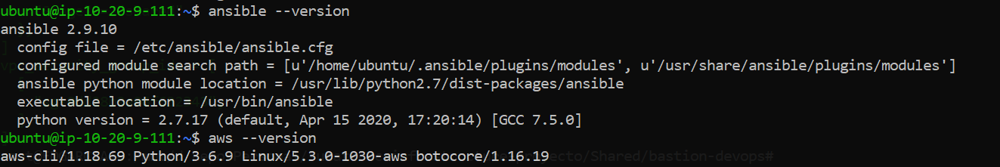 ubuntu@ip-10-20-9-111:~$ ansible --version
ansible 2.9.10
  config file = /etc/ansible/ansible.cfg
  configured module search path = [u'/home/ubuntu/.ansible/plugins/modules', u'/usr/share/ansible/plugins/modules']
  ansible python module location = /usr/lib/python2.7/dist-packages/ansible
  executable location = /usr/bin/ansible
  python version = 2.7.17 (default, Apr 15 2020, 17:20:14) [GCC 7.5.0]
ubuntu@ip-10-20-9-111:~$ aws --version
aws-cli/1.18.69 Python/3.6.9 Linux/5.3.0-1030-aws botocore/1.16.19